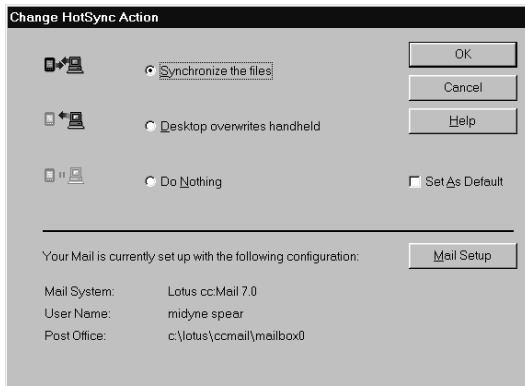 Change HotSync Action
Synchronize the files
Desktop overwrites handheld
Do Nothing
OK
Cancel
Help
Set As Default
Your Mail is currently set up with the following configuration:
Mail Setup
Mail System: Lotus cc:Mail 7.0
User Name: midyne spear
Post Office: c:\lotus\ccmail\mailbox0